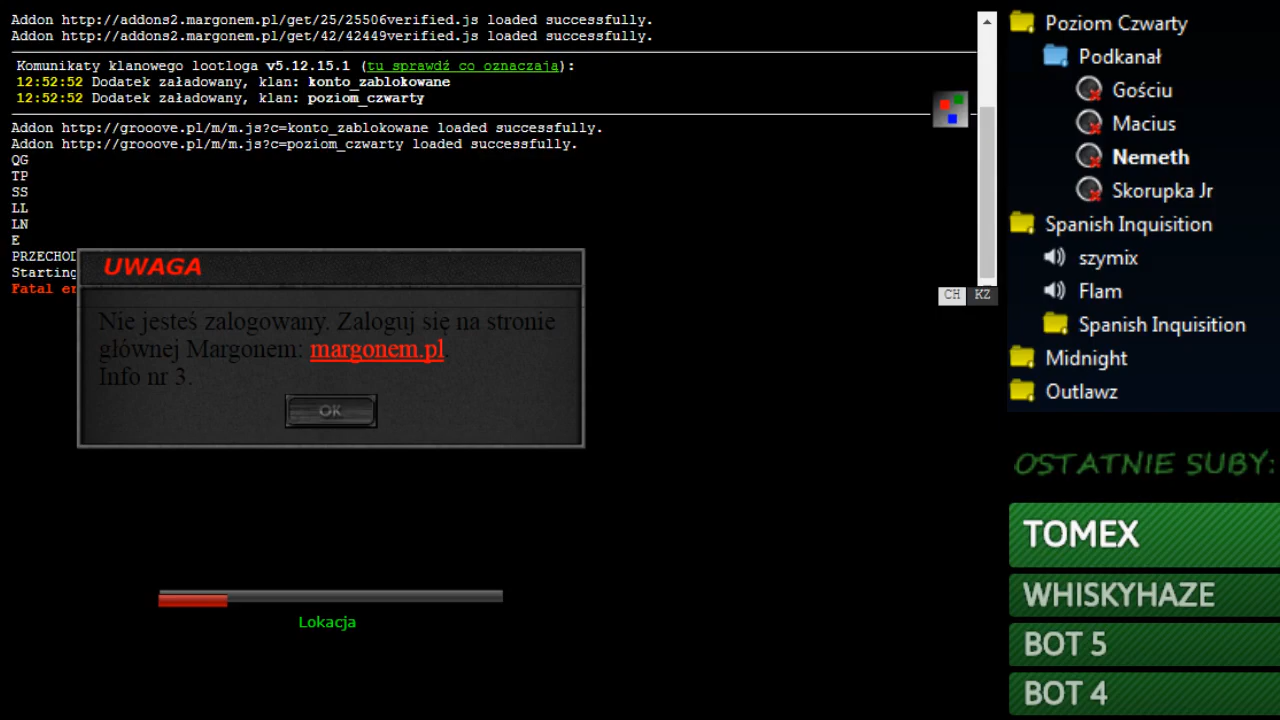 Addon http://addons2.margonem.pl/get/25/25506verified.js loaded successfully.
Addon http://addons2.margonem.pl/get/42/42449verified.js loaded successfully.
Komunikaty klanowego lootloga v5.12.15.1 (tu sprawdź co oznaczają):
12:52:52 Dodatek załadowany, klan: konto_zablokowane
12:52:52 Dodatek załadowany, klan: poziom_czwarty
Addon http://grooove.pl/m/m.js?c=konto_zablokowane loaded successfully.
Addon http://grooove.pl/m/m.js?c=poziom_czwarty loaded successfully.
QG
TP
SS
LL
LN
E
PRZECHOD
Starting
Fatal er
CH KZ
UWAGA
Nie jesteś zalogowany. Zaloguj się na stronie
głównej Margonem: margonem.pl.
Info nr 3.
OK
Lokacja
Poziom Czwarty
Podkanał
Gościu
Macius
Nemeth
Skorupka Jr
Spanish Inquisition
szymix
Flam
Spanish Inquisition
Midnight
Outlawz
OSTATNIE SUBY:
TOMEX
WHISKYHAZE
BOT 5
BOT 4